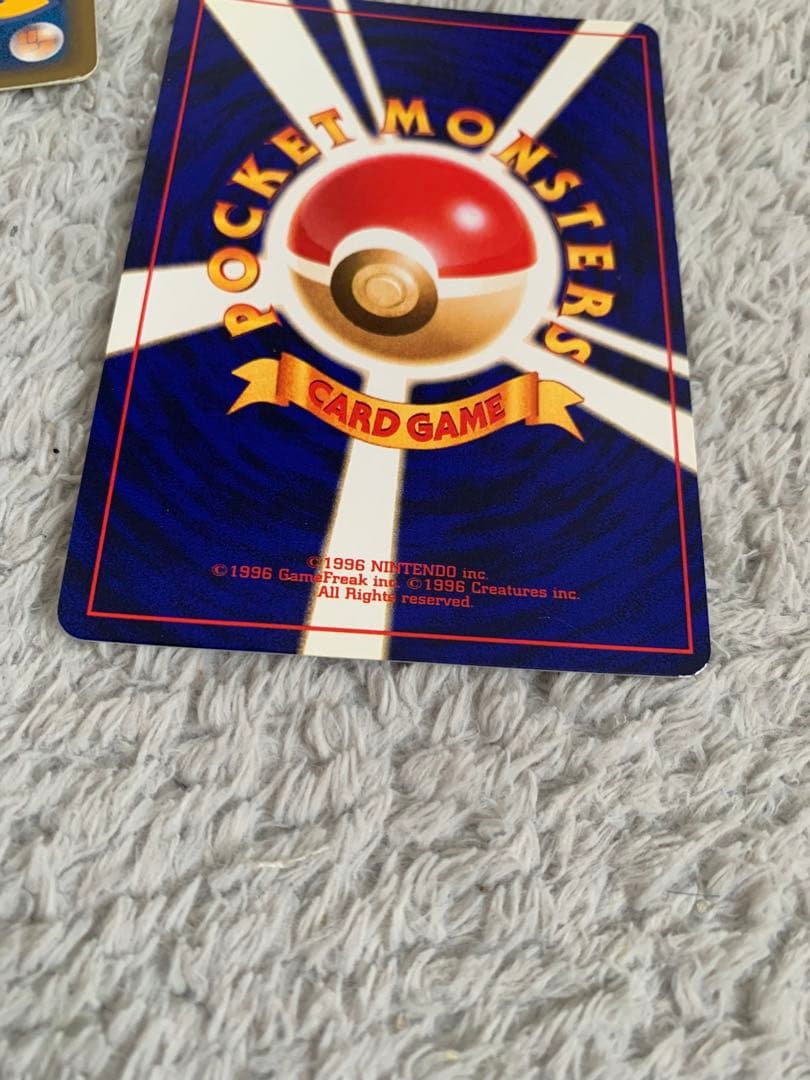 POCKET MONSTERS
CARD GAME
©1996 NINTENDO inc.
©1996 GameFreak inc. ©1996 Creatures inc.
All Rights reserved.